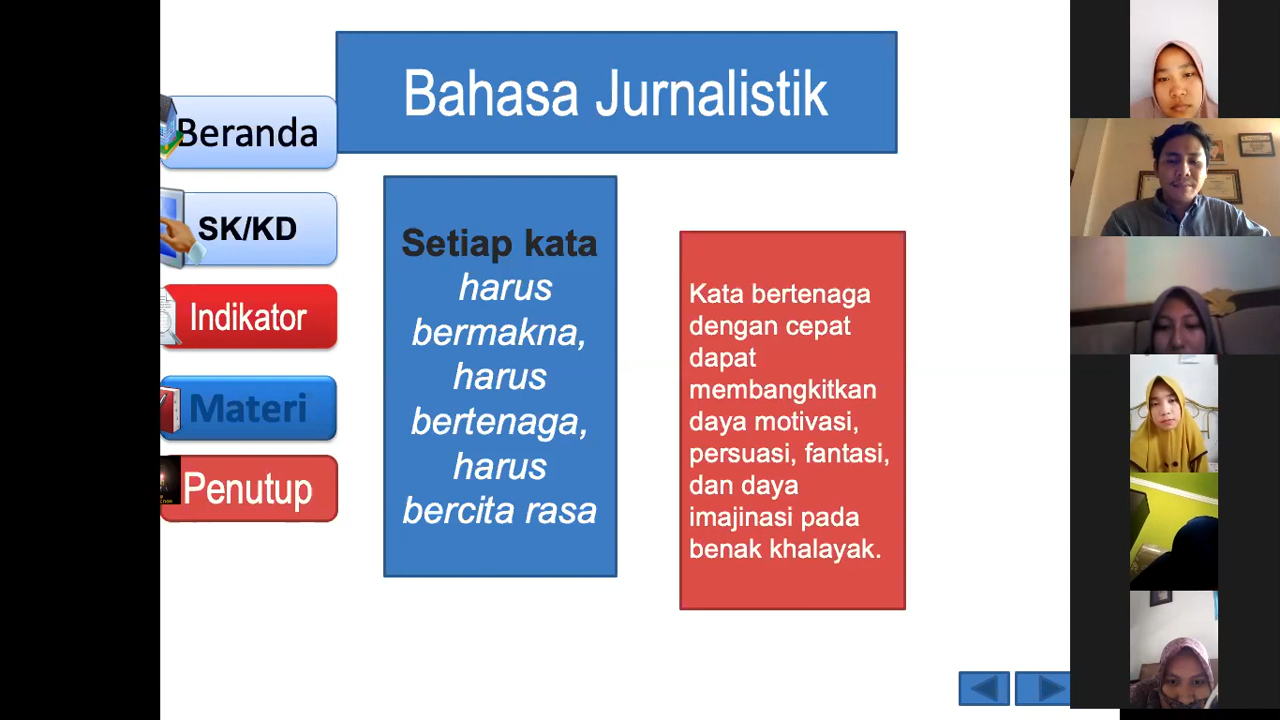 Bahasa Jurnalistik
Beranda
SK/KD
Indikator
Materi
Penutup
Setiap kata
harus
bermakna,
harus
bertenaga,
harus
bercita rasa
Kata bertenaga
dengan cepat
dapat
membangkitkan
daya motivasi,
persuasi, fantasi,
dan daya
imajinasi pada
benak khalayak.